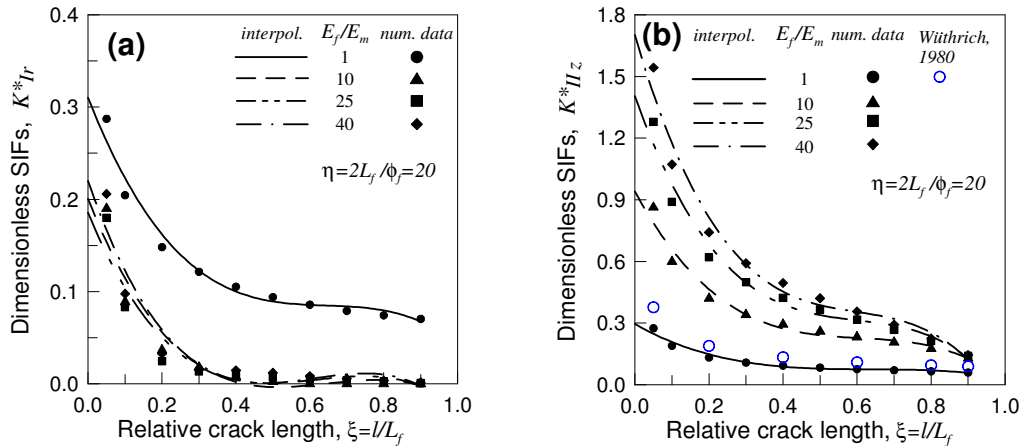 (a)
interpol. E_f/E_m num. data
1
10
25
40
η=2L_f/ϕ_f=20
0.4
0.3
0.2
0.1
0.0
Dimensionless SIFs, K*_Ir
0.0 0.2 0.4 0.6 0.8 1.0
Relative crack length, ξ=l/L_f
(b)
interpol. E_f/E_m num. data Wüthrich,
1980
1
10
25
40
η=2L_f/ϕ_f=20
1.8
1.5
1.2
0.9
0.6
0.3
0.0
Dimensionless SIFs, K*_IIz
0.0 0.2 0.4 0.6 0.8 1.0
Relative crack length, ξ=l/L_f